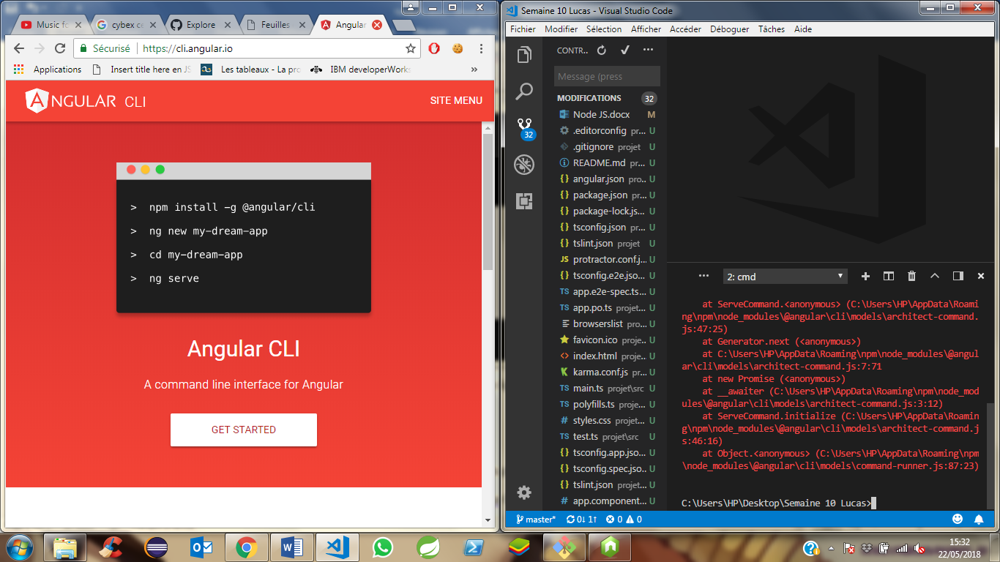 Music fo
cybex ce
Explore
Feuilles
Angular
Sécurisé
https://cli.angular.io
Applications
Insert title here en JS
Les tableaux - La pro
IBM developerWorks
»
ANGULAR CLI
SITE MENU
> npm install -g @angular/cli
> ng new my-dream-app
> cd my-dream-app
> ng serve
Angular CLI
A command line interface for Angular
GET STARTED
Semaine 10 Lucas - Visual Studio Code
Fichier Modifier Sélection Afficher Accéder Déboguer Tâches Aide
CONTR..
Message (press
MODIFICATIONS 32
32
Node JS.docx M
.editorconfig pr... U
.gitignore projet U
README.md pr... U
angular.json pro... U
package.json pr... U
package-lock.js... U
tsconfig.json pr... U
tslint.json projet U
protractor.conf.j... U
tsconfig.e2e.jso... U
app.e2e-spec.ts... U
app.po.ts projet... U
browserslist pro... U
favicon.ico proje... U
index.html proje... U
karma.conf.js pr... U
main.ts projet\src U
polyfills.ts proje... U
styles.css projet... U
test.ts projet\src U
tsconfig.app.jso... U
tsconfig.spec.jso... U
tslint.json projet... U
app.component... U
2: cmd
at ServeCommand.<anonymous> (C:\Users\HP\AppData\Roami
ng\npm\node_modules\@angular\cli\models\architect-command.
js:47:25)
at Generator.next (<anonymous>)
at C:\Users\HP\AppData\Roaming\npm\node_modules\@angul
ar\cli\models\architect-command.js:7:71
at new Promise (<anonymous>)
at __awaiter (C:\Users\HP\AppData\Roaming\npm\node_mod
ules\@angular\cli\models\architect-command.js:3:12)
at ServeCommand.initialize (C:\Users\HP\AppData\Roamin
g\npm\node_modules\@angular\cli\models\architect-command.j
s:46:16)
at Object.<anonymous> (C:\Users\HP\AppData\Roaming\npm
\node_modules\@angular\cli\models\command-runner.js:87:23)
C:\Users\HP\Desktop\Semaine 10 Lucas>
master* 0↓ 1↑ 0 0
15:32
22/05/2018